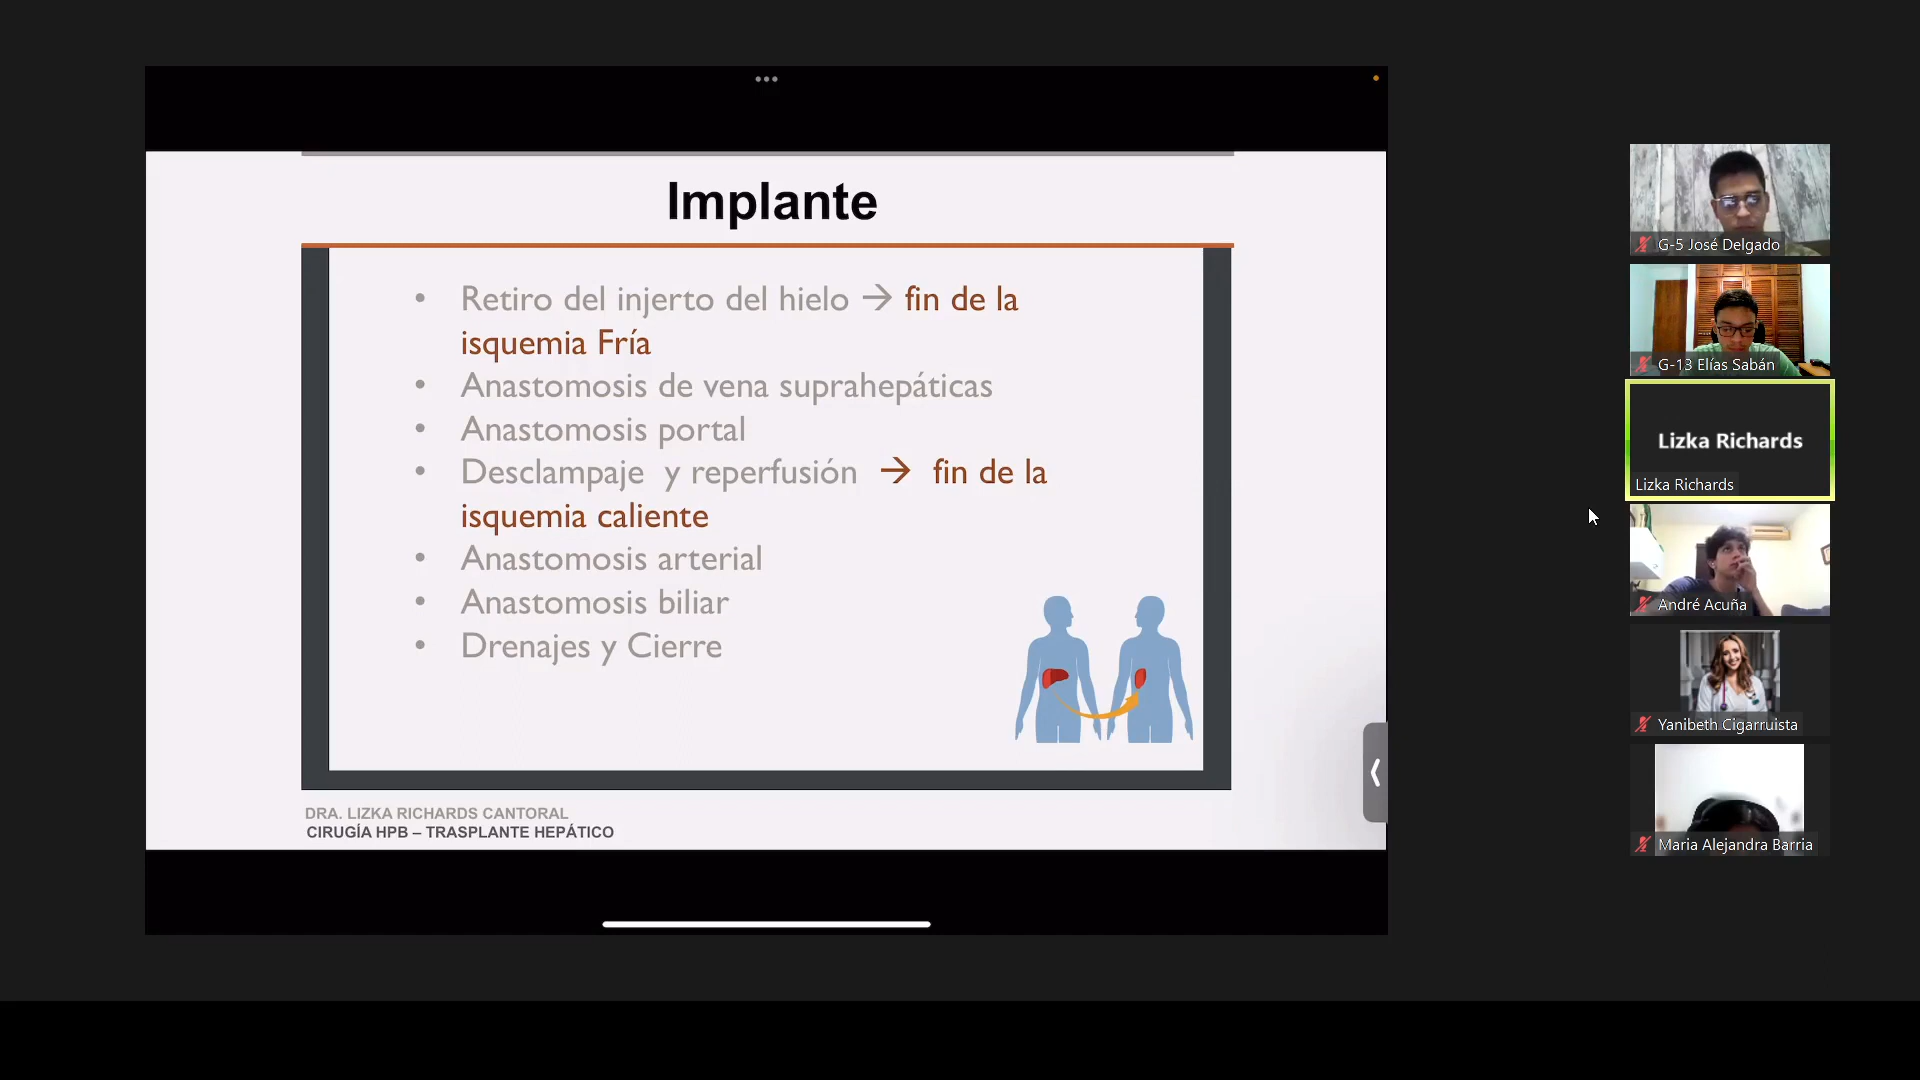 Implante
• Retiro del injerto del hielo → fin de la
isquemia Fría
• Anastomosis de vena suprahepáticas
• Anastomosis portal
• Desclampaje y reperfusión → fin de la
isquemia caliente
• Anastomosis arterial
• Anastomosis biliar
• Drenajes y Cierre
DRA. LIZKA RICHARDS CANTORAL
CIRUGÍA HPB – TRASPLANTE HEPÁTICO
G-5 José Delgado
G-13 Elías Sabán
Lizka Richards
Lizka Richards
André Acuña
Yanibeth Cigarruista
Maria Alejandra Barria